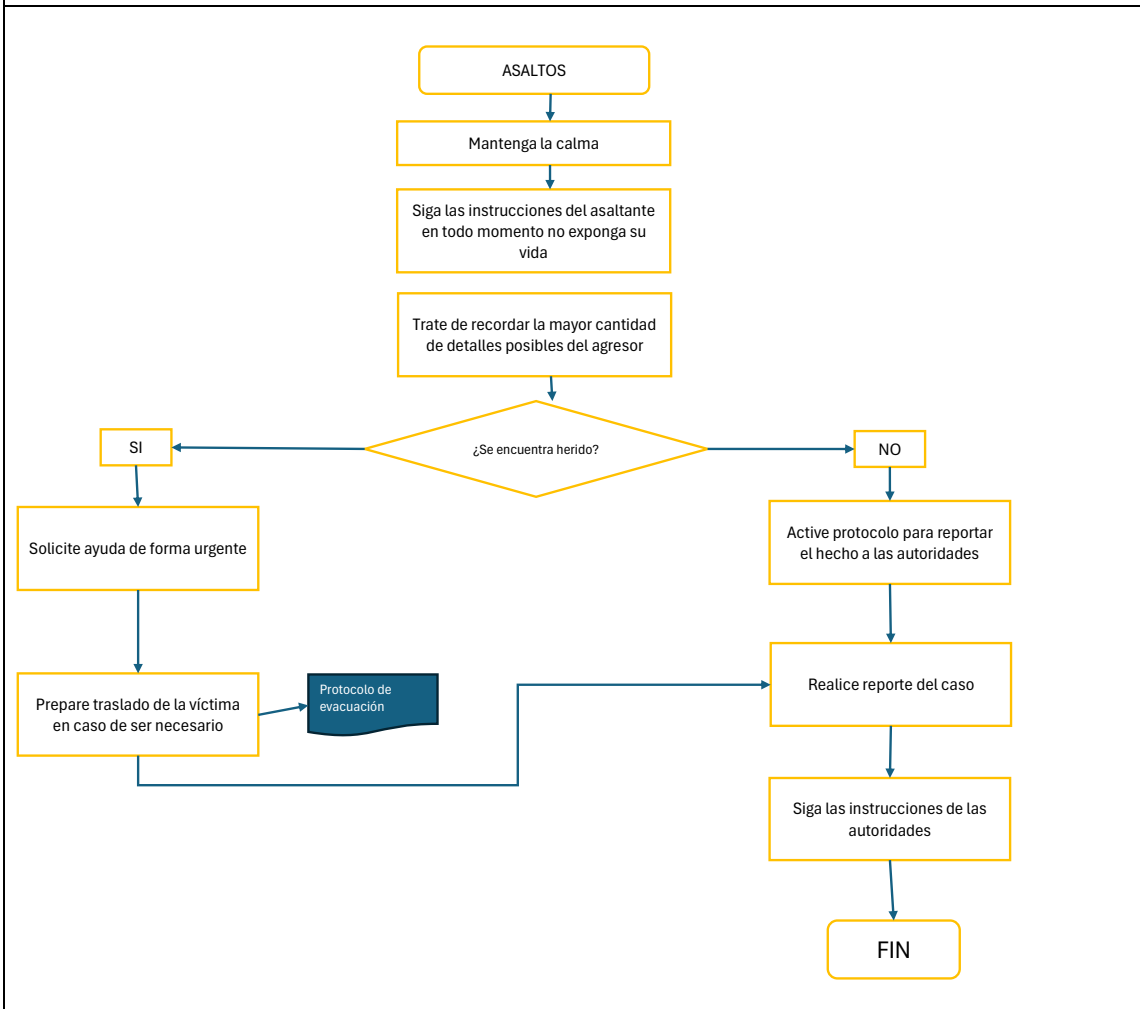 ASALTOS
Mantenga la calma
Siga las instrucciones del asaltante
en todo momento no exponga su
vida
Trate de recordar la mayor cantidad
de detalles posibles del agresor
¿Se encuentra herido?
SI
NO
Solicite ayuda de forma urgente
Active protocolo para reportar
el hecho a las autoridades
Prepare traslado de la víctima
en caso de ser necesario
Protocolo de
evacuación
Realice reporte del caso
Siga las instrucciones de las
autoridades
FIN